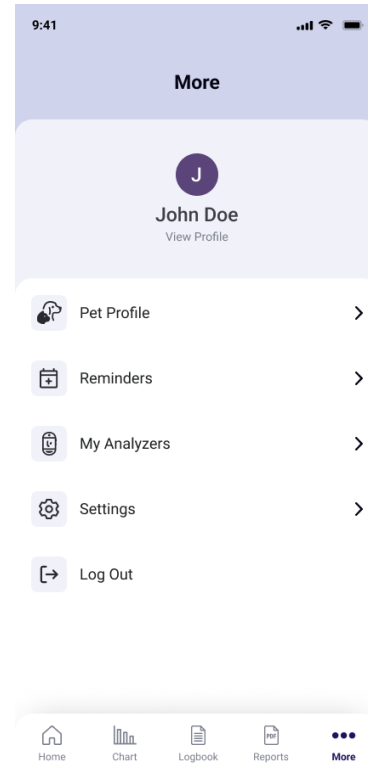 9:41
More
J
John Doe
View Profile
Pet Profile
Reminders
My Analyzers
Settings
Log Out
PDF
Home
Chart
Logbook
Reports
More